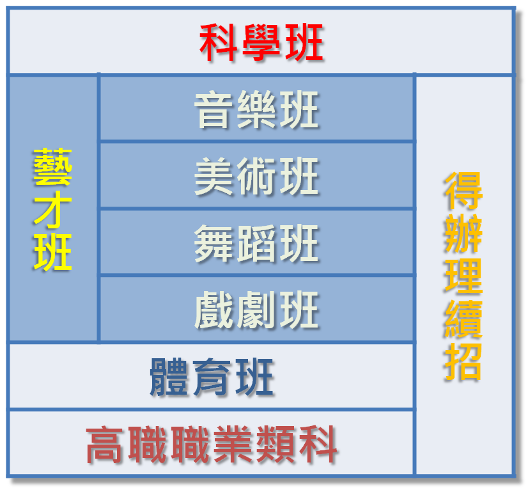 科學班
藝才班
音樂班
美術班
舞蹈班
戲劇班
得辦理續招
體育班
高職職業類科